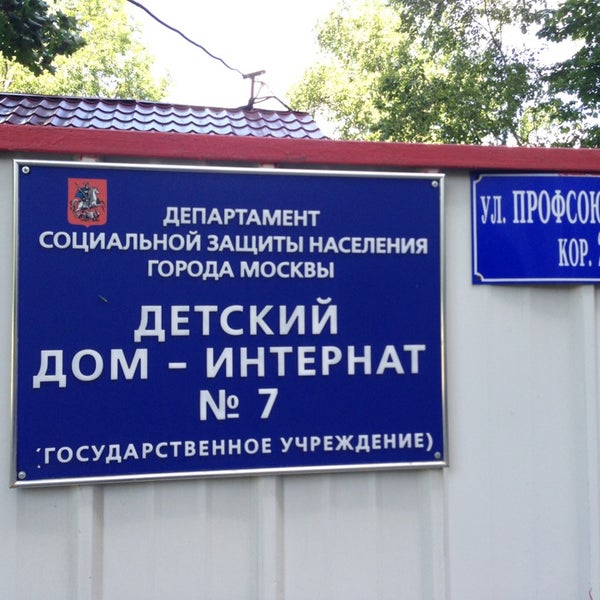 ДЕПАРТАМЕНТ
СОЦИАЛЬНОЙ ЗАЩИТЫ НАСЕЛЕНИЯ
ГОРОДА МОСКВЫ
ДЕТСКИЙ
ДОМ - ИНТЕРНАТ
№ 7
(ГОСУДАРСТВЕННОЕ УЧРЕЖДЕНИЕ)
УЛ. ПРОФСОЮ
КОР.